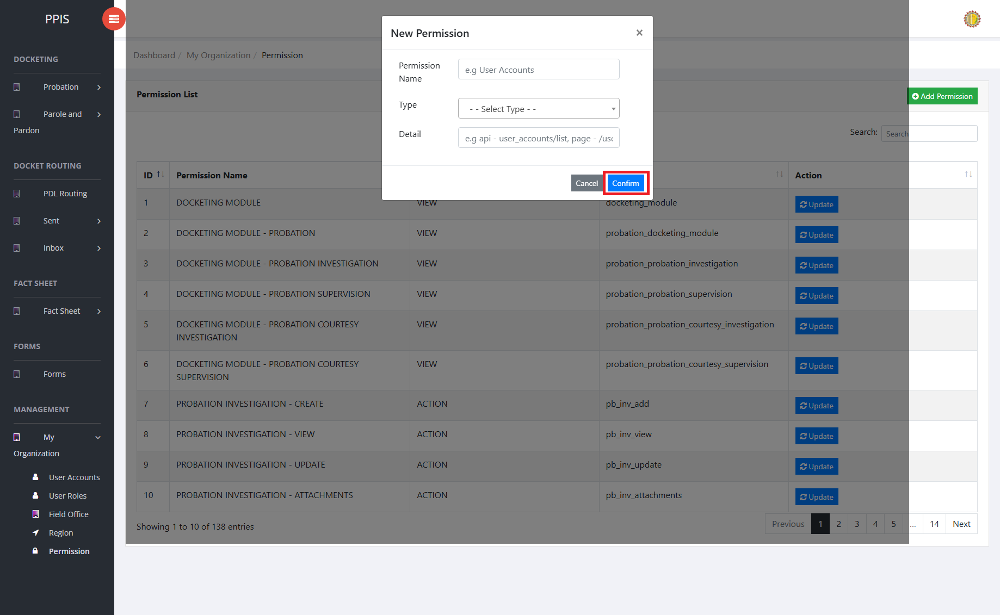 PPIS
DOCKETING
Probation
Parole and
Pardon
DOCKET ROUTING
PDL Routing
Sent
Inbox
FACT SHEET
Fact Sheet
FORMS
Forms
MANAGEMENT
My
Organization
User Accounts
User Roles
Field Office
Region
Permission
Dashboard / My Organization / Permission
Permission List
Add Permission
Search: Search
New Permission ×
Permission
Name
e.g User Accounts
Type
- - Select Type - -
Detail
e.g api - user_accounts/list, page - /use
Cancel Confirm
ID Permission Name Action
1 DOCKETING MODULE VIEW docketing_module Update
2 DOCKETING MODULE - PROBATION VIEW probation_docketing_module Update
3 DOCKETING MODULE - PROBATION INVESTIGATION VIEW probation_probation_investigation Update
4 DOCKETING MODULE - PROBATION SUPERVISION VIEW probation_probation_supervision Update
5 DOCKETING MODULE - PROBATION COURTESY VIEW probation_probation_courtesy_investigation Update
INVESTIGATION
6 DOCKETING MODULE - PROBATION COURTESY VIEW probation_probation_courtesy_supervision Update
SUPERVISION
7 PROBATION INVESTIGATION - CREATE ACTION pb_inv_add Update
8 PROBATION INVESTIGATION - VIEW ACTION pb_inv_view Update
9 PROBATION INVESTIGATION - UPDATE ACTION pb_inv_update Update
10 PROBATION INVESTIGATION - ATTACHMENTS ACTION pb_inv_attachments Update
Showing 1 to 10 of 138 entries
Previous 1 2 3 4 5 ... 14 Next